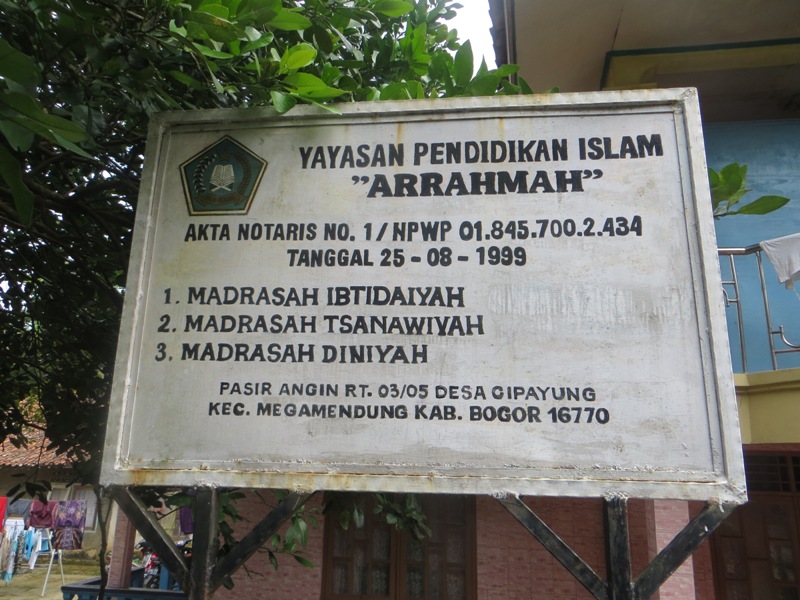 YAYASAN PENDIDIKAN ISLAM
"ARRAHMAH"
AKTA NOTARIS NO. 1 / NPWP 01.845.700.2.434
TANGGAL 25 - 08 - 1999
1. MADRASAH IBTIDAIYAH
2. MADRASAH TSANAWIYAH
3. MADRASAH DINIYAH
PASIR ANGIN RT. 03/05 DESA CIPAYUNG
KEC. MEGAMENDUNG KAB. BOGOR 16770